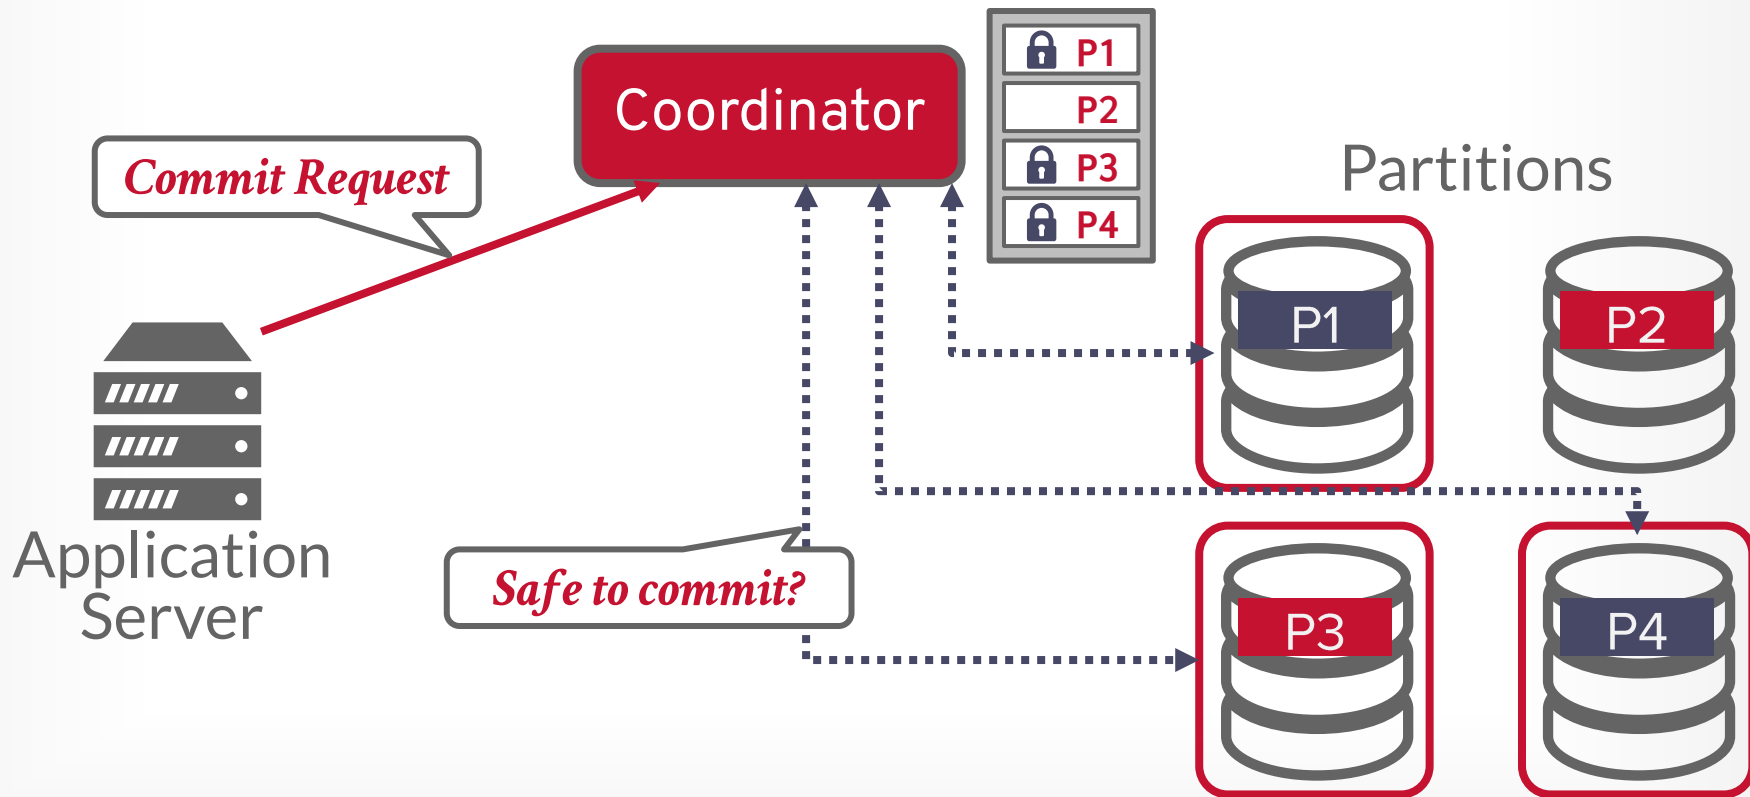 Coordinator
P1
P2
P3
P4
Commit Request
Partitions
P1
P2
Application
Server
Safe to commit?
P3
P4